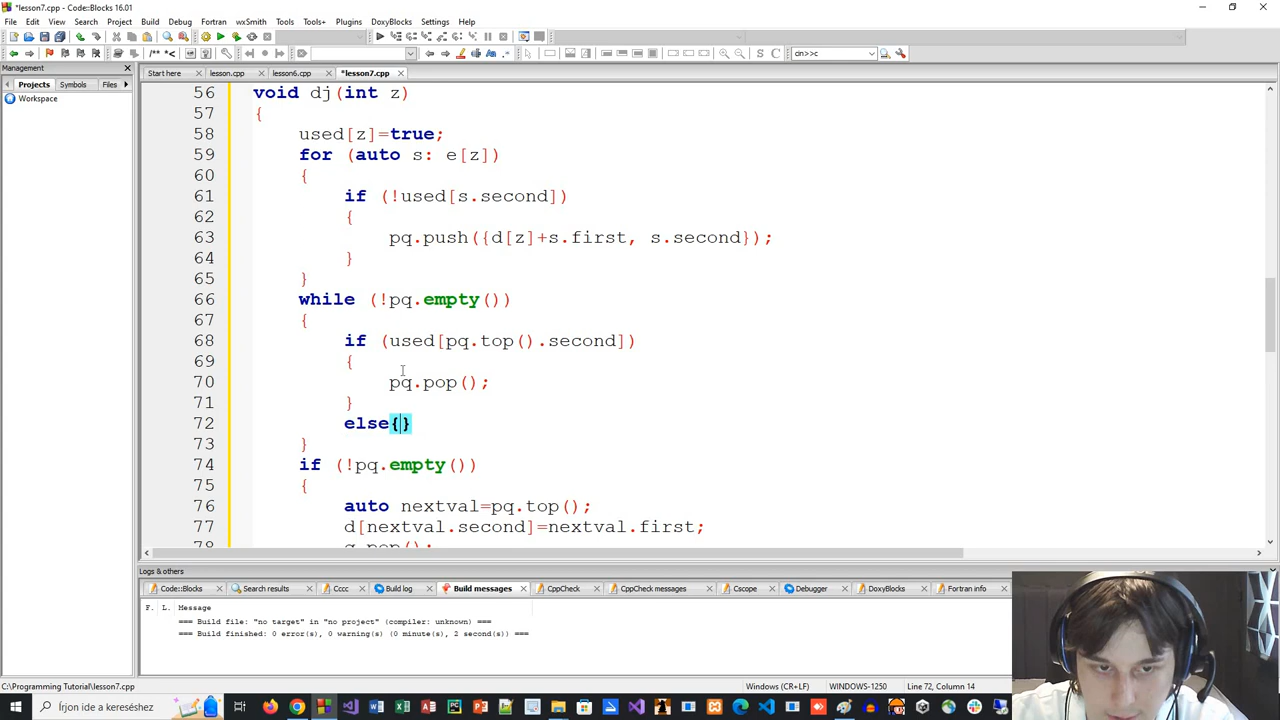 *lesson7.cpp - Code::Blocks 16.01
File Edit View Search Project Build Debug Fortran wxSmith Tools Tools+ Plugins DoxyBlocks Settings Help
/** *<
cn>>c
Management
Projects Symbols Files
Workspace
Start here lesson.cpp lesson6.cpp *lesson7.cpp
56 void dj(int z)
57 {
58 used[z]=true;
59 for (auto s: e[z])
60 {
61 if (!used[s.second])
62 {
63 pq.push({d[z]+s.first, s.second});
64 }
65 }
66 while (!pq.empty())
67 {
68 if (used[pq.top().second])
69 {
70 pq.pop();
71 }
72 else{}
73 }
74 if (!pq.empty())
75 {
76 auto nextval=pq.top();
77 d[nextval.second]=nextval.first;
78 q.pop();
Logs & others
Code::Blocks Search results Cccc Build log Build messages CppCheck CppCheck messages Cscope Debugger DoxyBlocks Fortran info
F. L. Message
=== Build file: "no target" in "no project" (compiler: unknown) ===
=== Build finished: 0 error(s), 0 warning(s) (0 minute(s), 2 second(s)) ===
C:\Programming Tutorial\lesson7.cpp Windows (CR+LF) WINDOWS-1250 Line 72, Column 14
Írjon ide a kereséshez